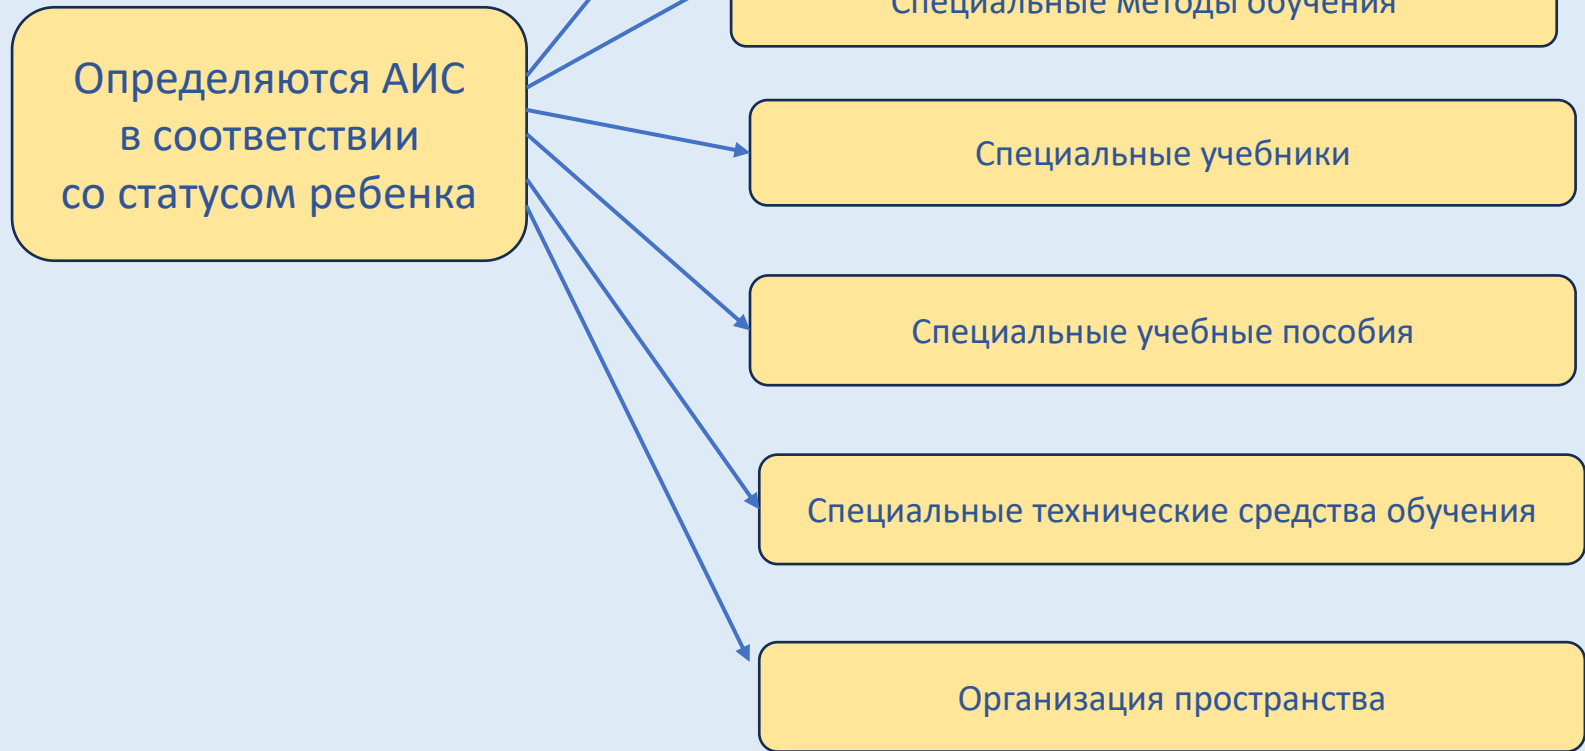 Специальные методы обучения
Определяются АИС
в соответствии
со статусом ребенка
Специальные учебники
Специальные учебные пособия
Специальные технические средства обучения
Организация пространства